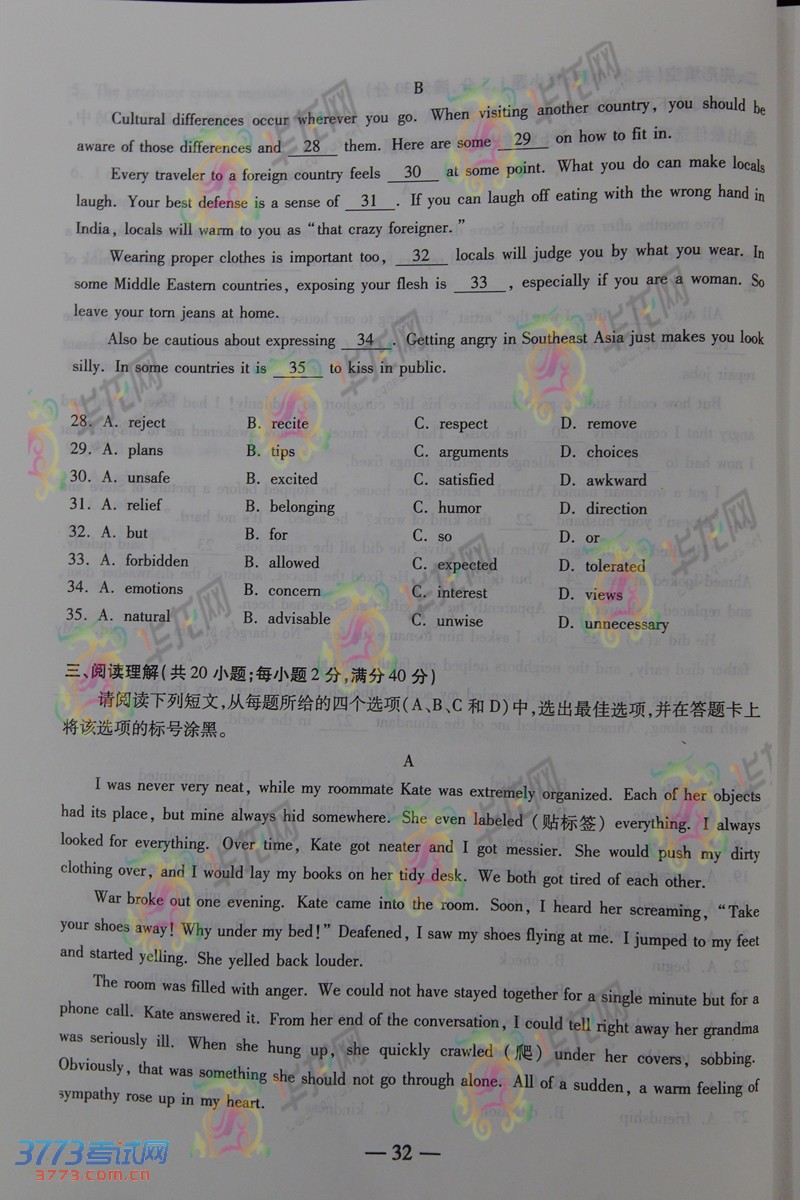 B
Cultural differences occur wherever you go. When visiting another country, you should be
aware of those differences and 28 them. Here are some 29 on how to fit in.
Every traveler to a foreign country feels 30 at some point. What you do can make locals
laugh. Your best defense is a sense of 31 . If you can laugh off eating with the wrong hand in
India, locals will warm to you as “that crazy foreigner.”
Wearing proper clothes is important too, 32 locals will judge you by what you wear. In
some Middle Eastern countries, exposing your flesh is 33 , especially if you are a woman. So
leave your torn jeans at home.
Also be cautious about expressing 34 . Getting angry in Southeast Asia just makes you look
silly. In some countries it is 35 to kiss in public.
28. A. reject B. recite C. respect D. remove
29. A. plans B. tips C. arguments D. choices
30. A. unsafe B. excited C. satisfied D. awkward
31. A. relief B. belonging C. humor D. direction
32. A. but B. for C. so D. or
33. A. forbidden B. allowed C. expected D. tolerated
34. A. emotions B. concern C. interest D. views
35. A. natural B. advisable C. unwise D. unnecessary
三、阅读理解(共20小题;每小题2分,满分40分)
请阅读下列短文,从每题所给的四个选项(A、B、C和D)中,选出最佳选项,并在答题卡上
将该选项的标号涂黑。
A
I was never very neat, while my roommate Kate was extremely organized. Each of her objects
had its place, but mine always hid somewhere. She even labeled (贴标签) everything. I always
looked for everything. Over time, Kate got neater and I got messier. She would push my dirty
clothing over, and I would lay my books on her tidy desk. We both got tired of each other.
War broke out one evening. Kate came into the room. Soon, I heard her screaming, “Take
your shoes away! Why under my bed!” Deafened, I saw my shoes flying at me. I jumped to my feet
and started yelling. She yelled back louder.
The room was filled with anger. We could not have stayed together for a single minute but for a
phone call. Kate answered it. From her end of the conversation, I could tell right away her grandma
was seriously ill. When she hung up, she quickly crawled (爬) under her covers, sobbing.
Obviously, that was something she should not go through alone. All of a sudden, a warm feeling of
sympathy rose up in my heart.
— 32 —
3773考试网
3773.com.cn
华龙网